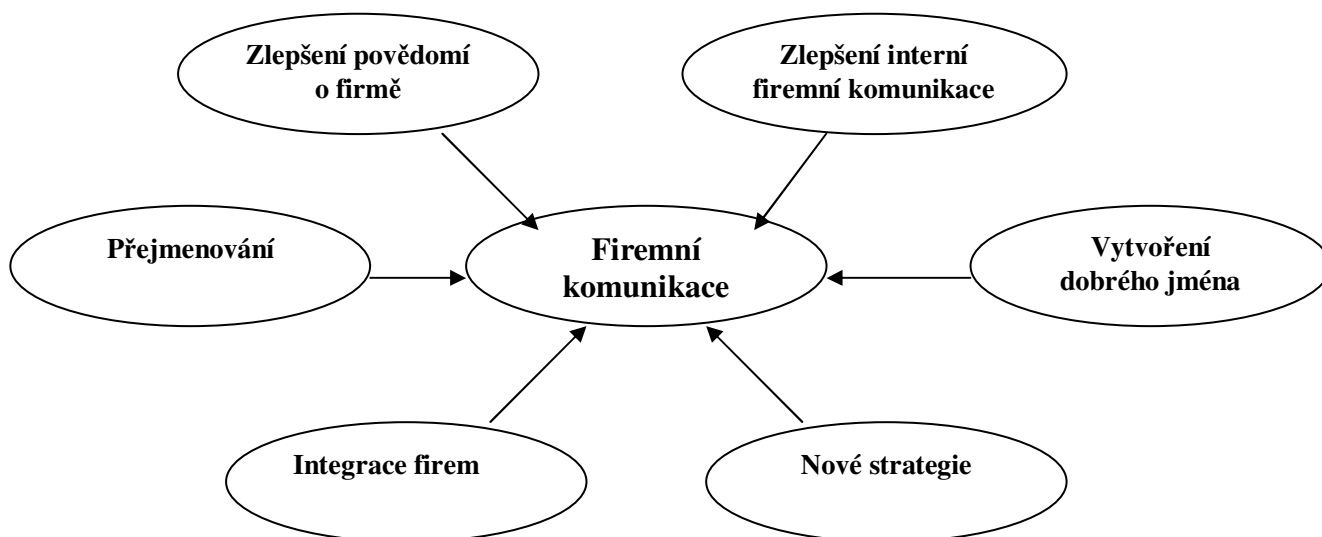 Zlepšení povědomí
o firmě
Zlepšení interní
firemní komunikace
Přejmenování
Firemní
komunikace
Vytvoření
dobrého jména
Integrace firem
Nové strategie